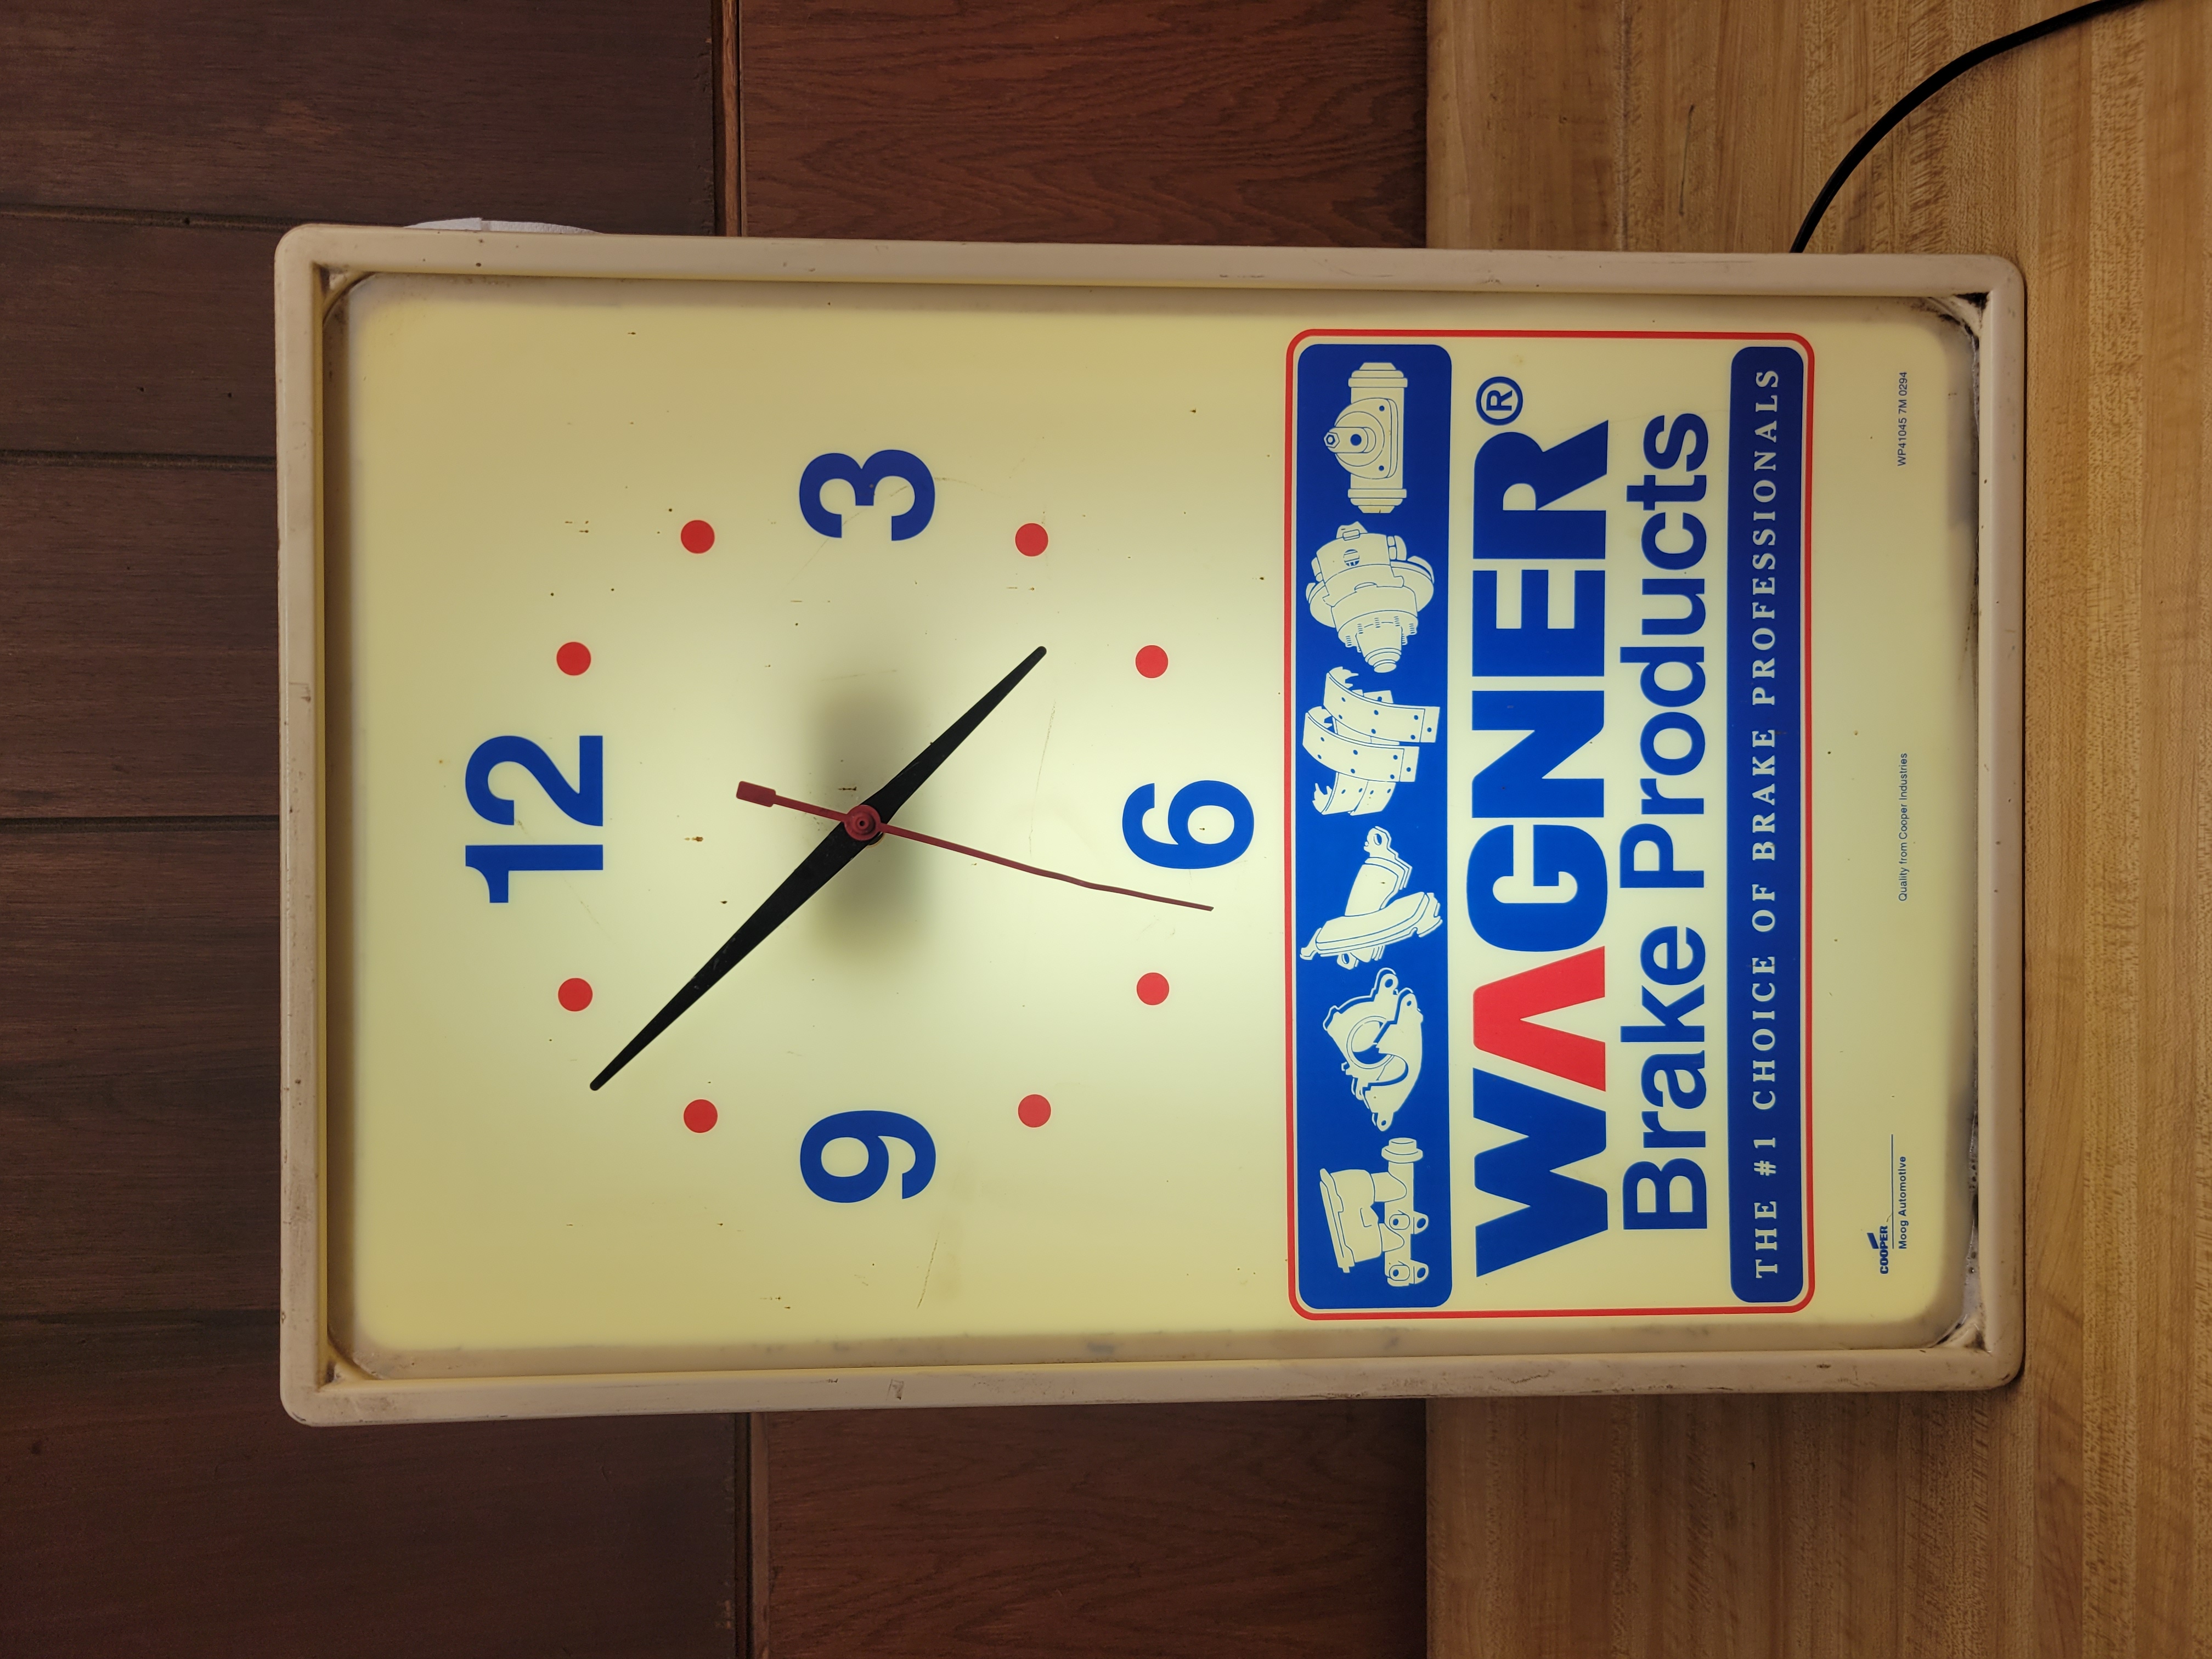 12
3
9
6
WAGNER®
Brake Products
THE #1 CHOICE OF BRAKE PROFESSIONALS
COOPER
Moog Automotive
Quality from Cooper Industries
WP41045 7M 0294